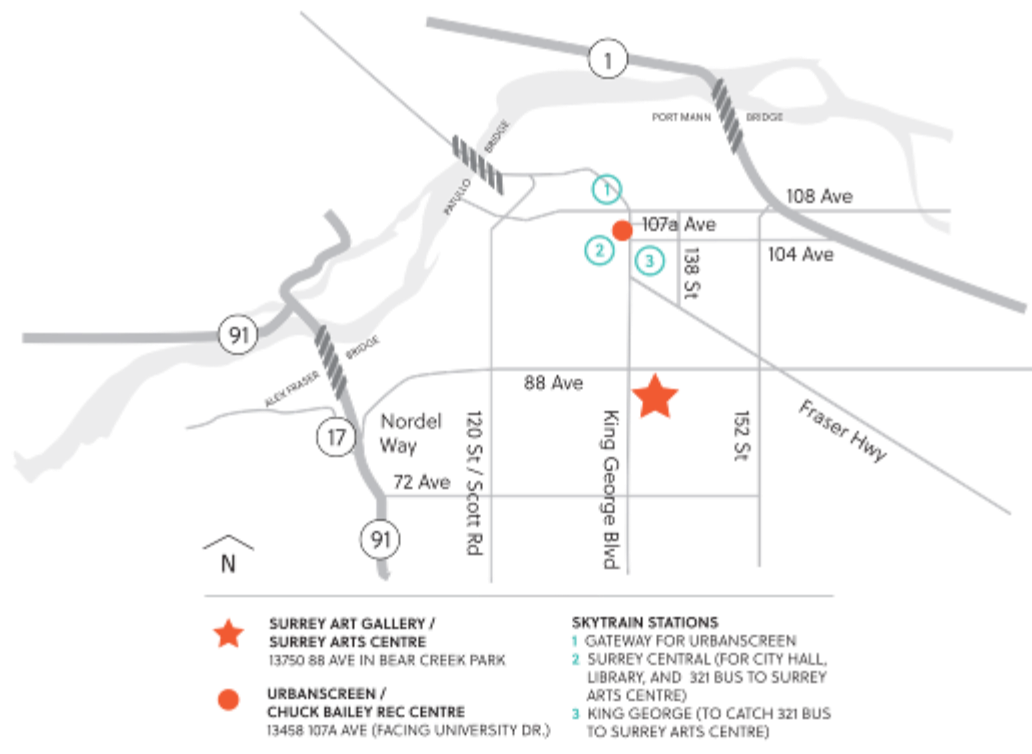 1
PORT MANN BRIDGE
PATULLO BRIDGE
1
108 Ave
107a Ave
2
3
138 St
104 Ave
91
ALEX FRASER BRIDGE
88 Ave
Nordel
Way
17
120 St / Scott Rd
King George Blvd
152 St
Fraser Hwy
72 Ave
91
N
SURREY ART GALLERY /
SURREY ARTS CENTRE
13750 88 AVE IN BEAR CREEK PARK
URBANSCREEN /
CHUCK BAILEY REC CENTRE
13458 107A AVE (FACING UNIVERSITY DR.)
SKYTRAIN STATIONS
1 GATEWAY FOR URBANSCREEN
2 SURREY CENTRAL (FOR CITY HALL,
LIBRARY, AND 321 BUS TO SURREY
ARTS CENTRE)
3 KING GEORGE (TO CATCH 321 BUS
TO SURREY ARTS CENTRE)